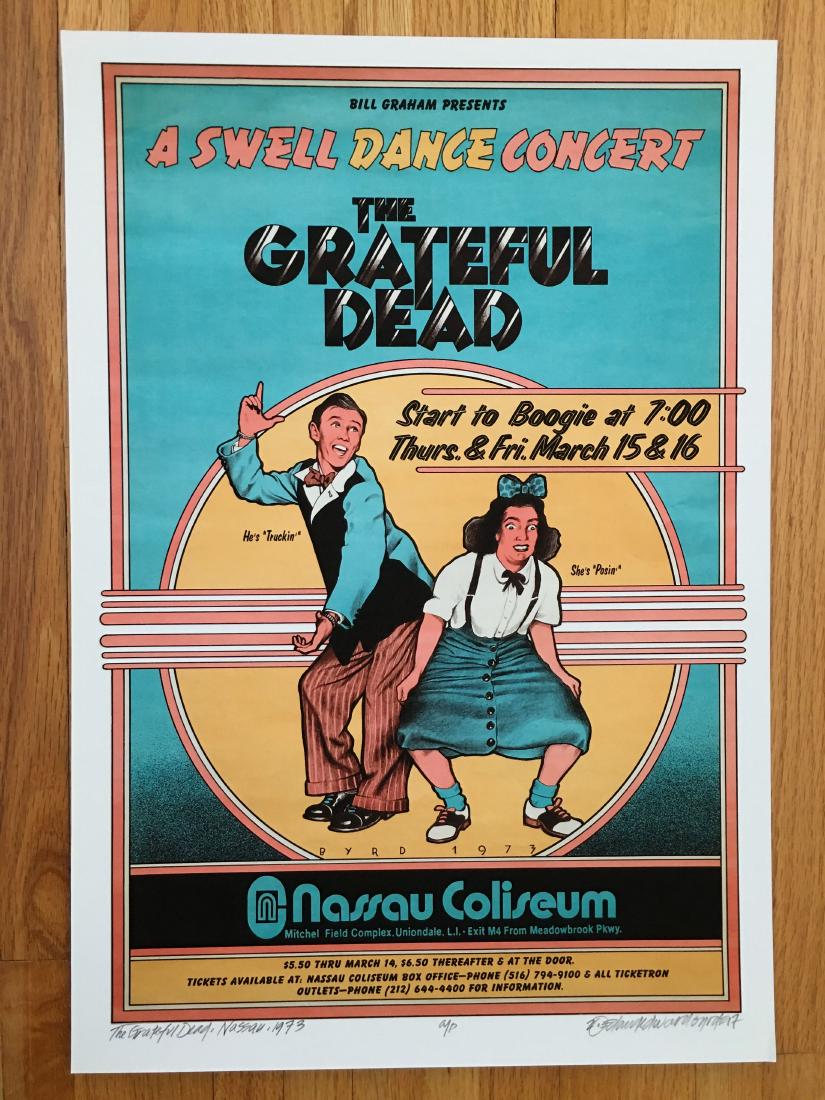 BILL GRAHAM PRESENTS
A SWELL DANCE CONCERT
THE
GRATEFUL
DEAD
Start to Boogie at 7:00
Thurs. & Fri. March 15 & 16
He's "Truckin'"
She's "Posin'"
BYRD 1973
Nassau Coliseum
Mitchel Field Complex, Uniondale, L.I. - Exit M4 From Meadowbrook Pkwy.
$5.50 THRU MARCH 14, $6.50 THEREAFTER & AT THE DOOR.
TICKETS AVAILABLE AT: NASSAU COLISEUM BOX OFFICE—PHONE (516) 794-9100 & ALL TICKETRON
OUTLETS—PHONE (212) 644-4400 FOR INFORMATION.
The Grateful Dead, Nassau, 1973 a/p